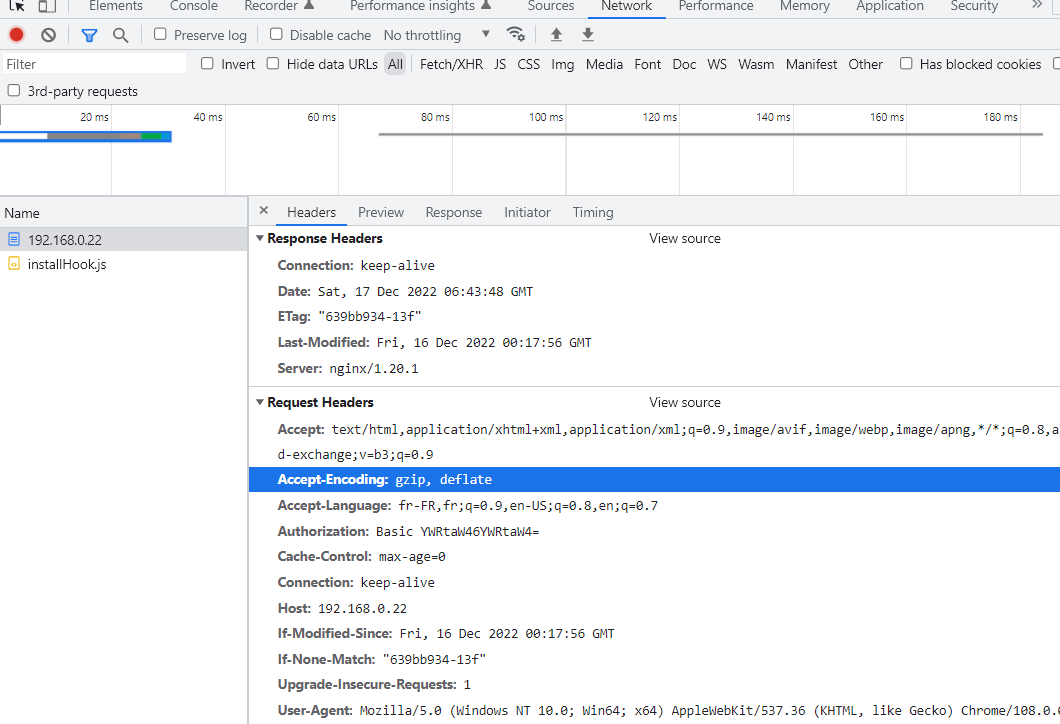 Elements Console Recorder Performance insights Sources Network Performance Memory Application Security »
Preserve log Disable cache No throttling
Filter Invert Hide data URLs All Fetch/XHR JS CSS Img Media Font Doc WS Wasm Manifest Other Has blocked cookies
3rd-party requests
20 ms 40 ms 60 ms 80 ms 100 ms 120 ms 140 ms 160 ms 180 ms
Name
192.168.0.22
installHook.js
× Headers Preview Response Initiator Timing
Response Headers View source
Connection: keep-alive
Date: Sat, 17 Dec 2022 06:43:48 GMT
ETag: "639bb934-13f"
Last-Modified: Fri, 16 Dec 2022 00:17:56 GMT
Server: nginx/1.20.1
Request Headers View source
Accept: text/html,application/xhtml+xml,application/xml;q=0.9,image/avif,image/webp,image/apng,*/*;q=0.8,a
d-exchange;v=b3;q=0.9
Accept-Encoding: gzip, deflate
Accept-Language: fr-FR,fr;q=0.9,en-US;q=0.8,en;q=0.7
Authorization: Basic YWRtaW46YWRtaW4=
Cache-Control: max-age=0
Connection: keep-alive
Host: 192.168.0.22
If-Modified-Since: Fri, 16 Dec 2022 00:17:56 GMT
If-None-Match: "639bb934-13f"
Upgrade-Insecure-Requests: 1
User-Agent: Mozilla/5.0 (Windows NT 10.0; Win64; x64) AppleWebKit/537.36 (KHTML, like Gecko) Chrome/108.0.